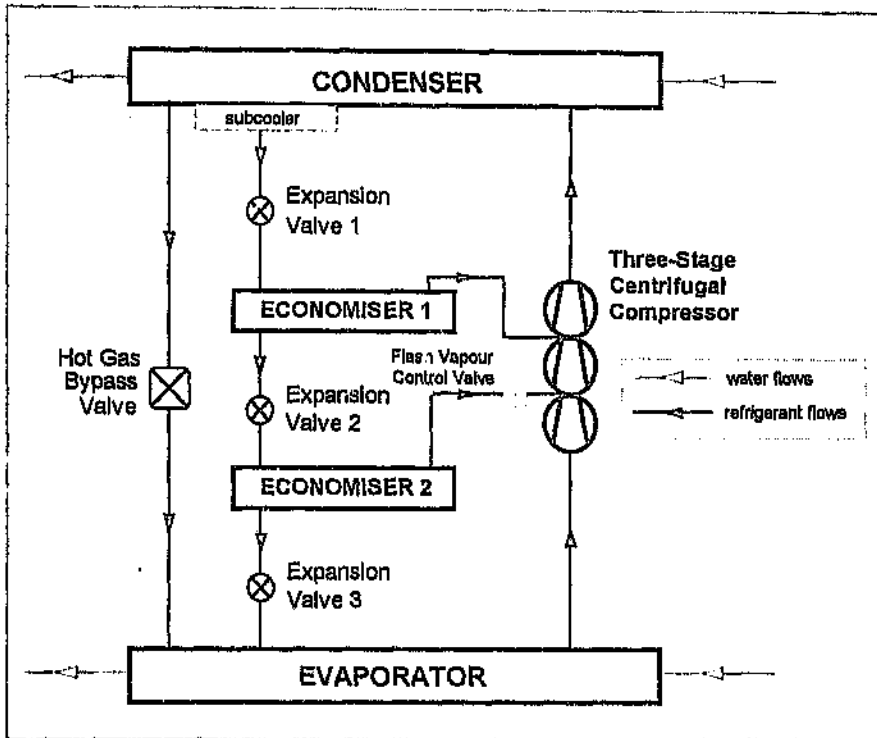 CONDENSER
subcooler
Expansion
Valve 1
Three-Stage
Centrifugal
Compressor
ECONOMISER 1
Hot Gas
Bypass
Valve
Flash Vapour
Control Valve
Expansion
Valve 2
water flows
refrigerant flows
ECONOMISER 2
Expansion
Valve 3
EVAPORATOR